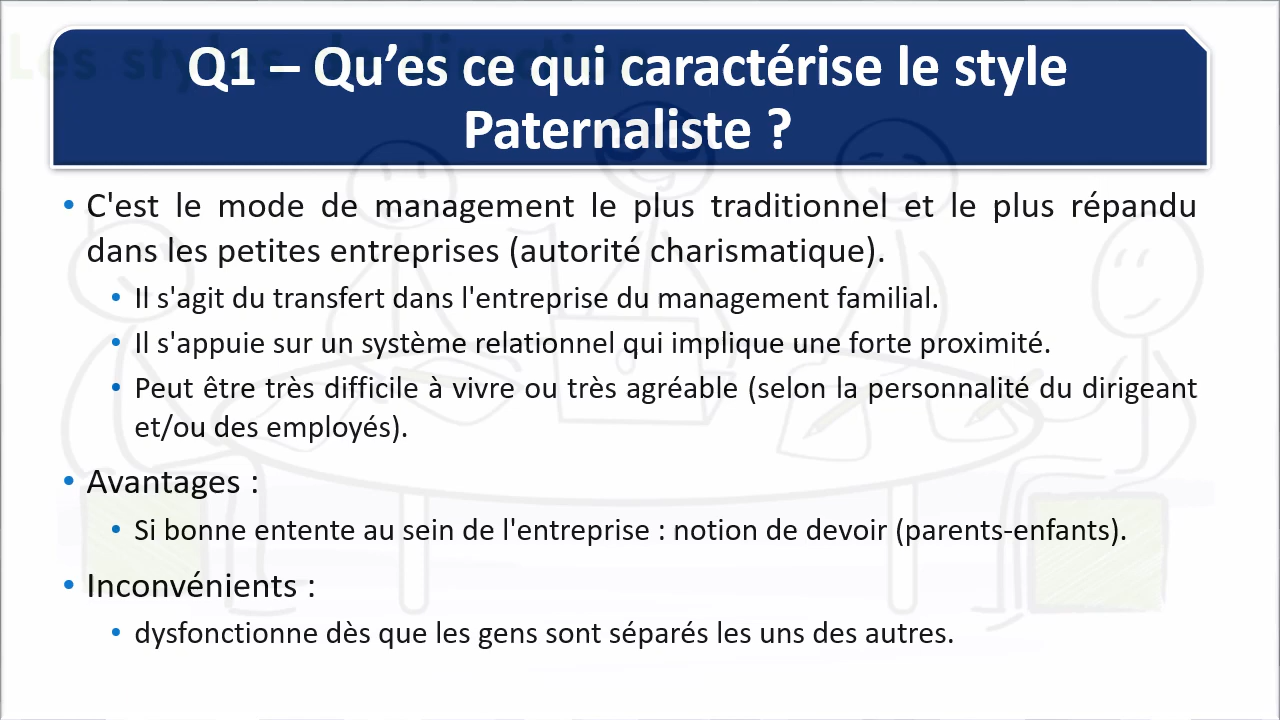 Les styles de direction
Q1 – Qu’es ce qui caractérise le style
Paternaliste ?
• C'est le mode de management le plus traditionnel et le plus répandu
dans les petites entreprises (autorité charismatique).
• Il s'agit du transfert dans l'entreprise du management familial.
• Il s'appuie sur un système relationnel qui implique une forte proximité.
• Peut être très difficile à vivre ou très agréable (selon la personnalité du dirigeant
et/ou des employés).
• Avantages :
• Si bonne entente au sein de l'entreprise : notion de devoir (parents-enfants).
• Inconvénients :
• dysfonctionne dès que les gens sont séparés les uns des autres.